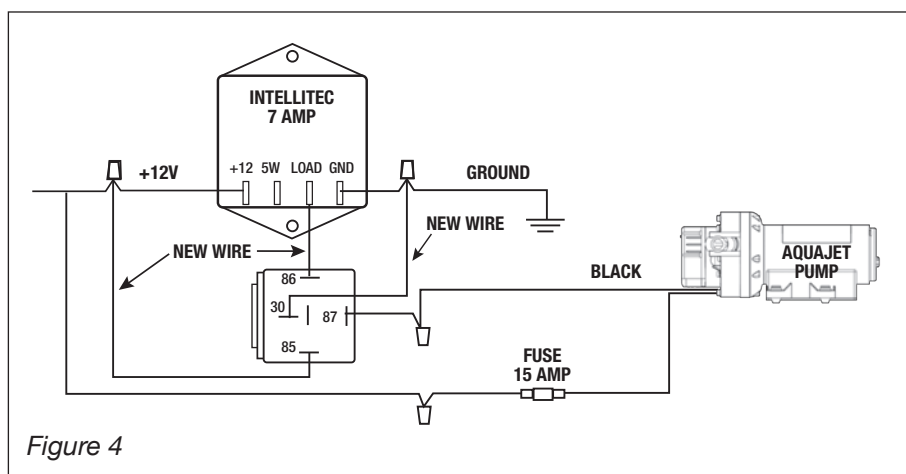 INTELLITEC
7 AMP
+12 5W LOAD GND
+12V
GROUND
NEW WIRE
NEW WIRE
86
30
87
85
BLACK
AQUAJET
PUMP
FUSE
15 AMP
Figure 4